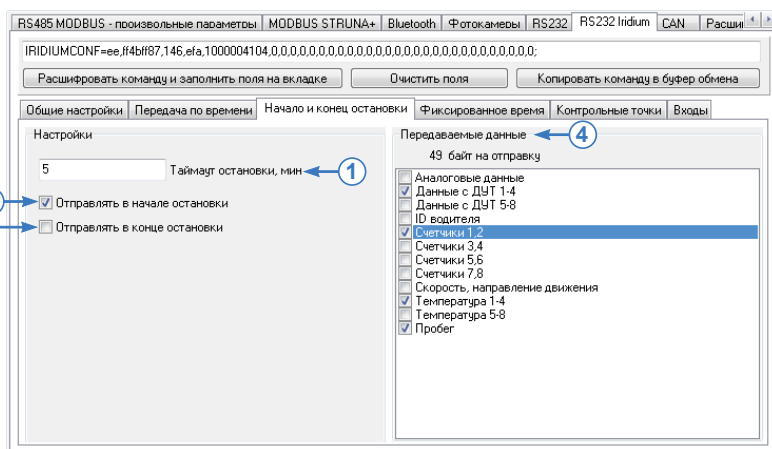 RS485 MODBUS - произвольные параметры MODBUS STRUNA+ Bluetooth Фотокамеры RS232 RS232 Iridium CAN
IRIDIUMCONF=ee,ff4bff87,146,efa,1000004104,0,0,0,0,0,0,0,0,0,0,0,0,0,0,0,0,0,0,0,0,0,0,0,0,0,0,0,0,0,0,0;
Расшифровать команду и заполнить поля на вкладке Очистить поля Копировать команду в буфер обмена
Общие настройки Передача по времени Начало и конец остановки Фиксированное время Контрольные точки Входы
Настройки
5 Таймаут остановки, мин 1
Отправлять в начале остановки
Отправлять в конце остановки
Передаваемые данные 4
49 байт на отправку
Аналоговые данные
Данные с ДУТ 1-4
Данные с ДУТ 5-8
ID водителя
Счетчики 1,2
Счетчики 3,4
Счетчики 5,6
Счетчики 7,8
Скорость, направление движения
Температура 1-4
Температура 5-8
Пробег